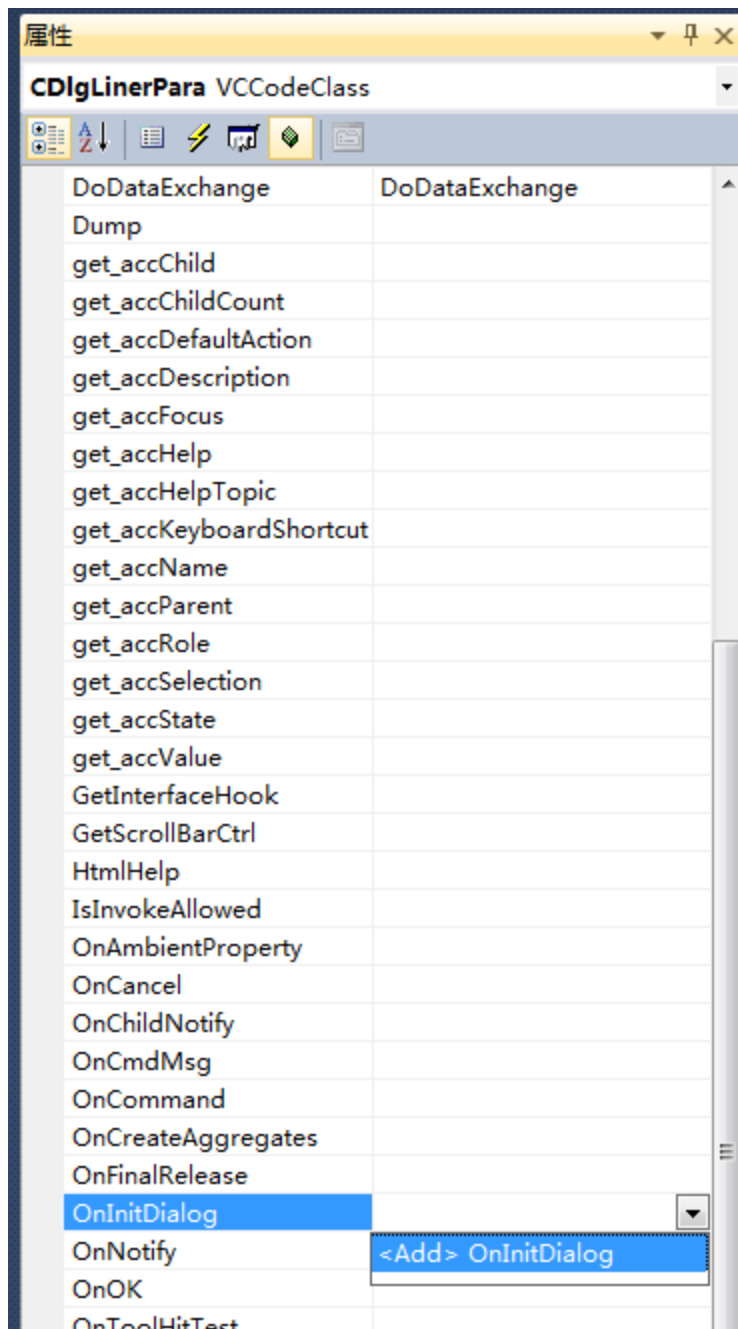 属性
CDlgLinerPara VCCodeClass
DoDataExchange DoDataExchange
Dump
get_accChild
get_accChildCount
get_accDefaultAction
get_accDescription
get_accFocus
get_accHelp
get_accHelpTopic
get_accKeyboardShortcut
get_accName
get_accParent
get_accRole
get_accSelection
get_accState
get_accValue
GetInterfaceHook
GetScrollBarCtrl
HtmlHelp
IsInvokeAllowed
OnAmbientProperty
OnCancel
OnChildNotify
OnCmdMsg
OnCommand
OnCreateAggregates
OnFinalRelease
OnInitDialog
OnNotify <Add> OnInitDialog
OnOK
OnToolHitTest